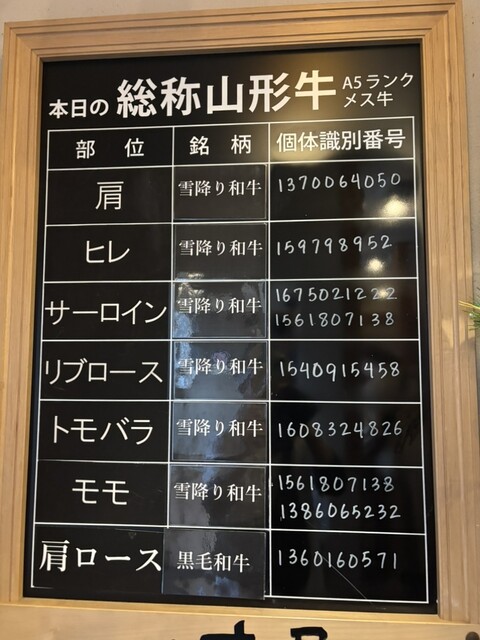 本日の 総称山形牛 A5ランク
メス牛
部 位 銘 柄 個体識別番号
肩 雪降り和牛 1370064050
ヒレ 雪降り和牛 159798952
サーロイン 雪降り和牛 1675021222
1561807138
リブロース 雪降り和牛 1540915458
トモバラ 雪降り和牛 1608324826
モモ 雪降り和牛 1561807138
1386065232
肩ロース 黒毛和牛 1360160571